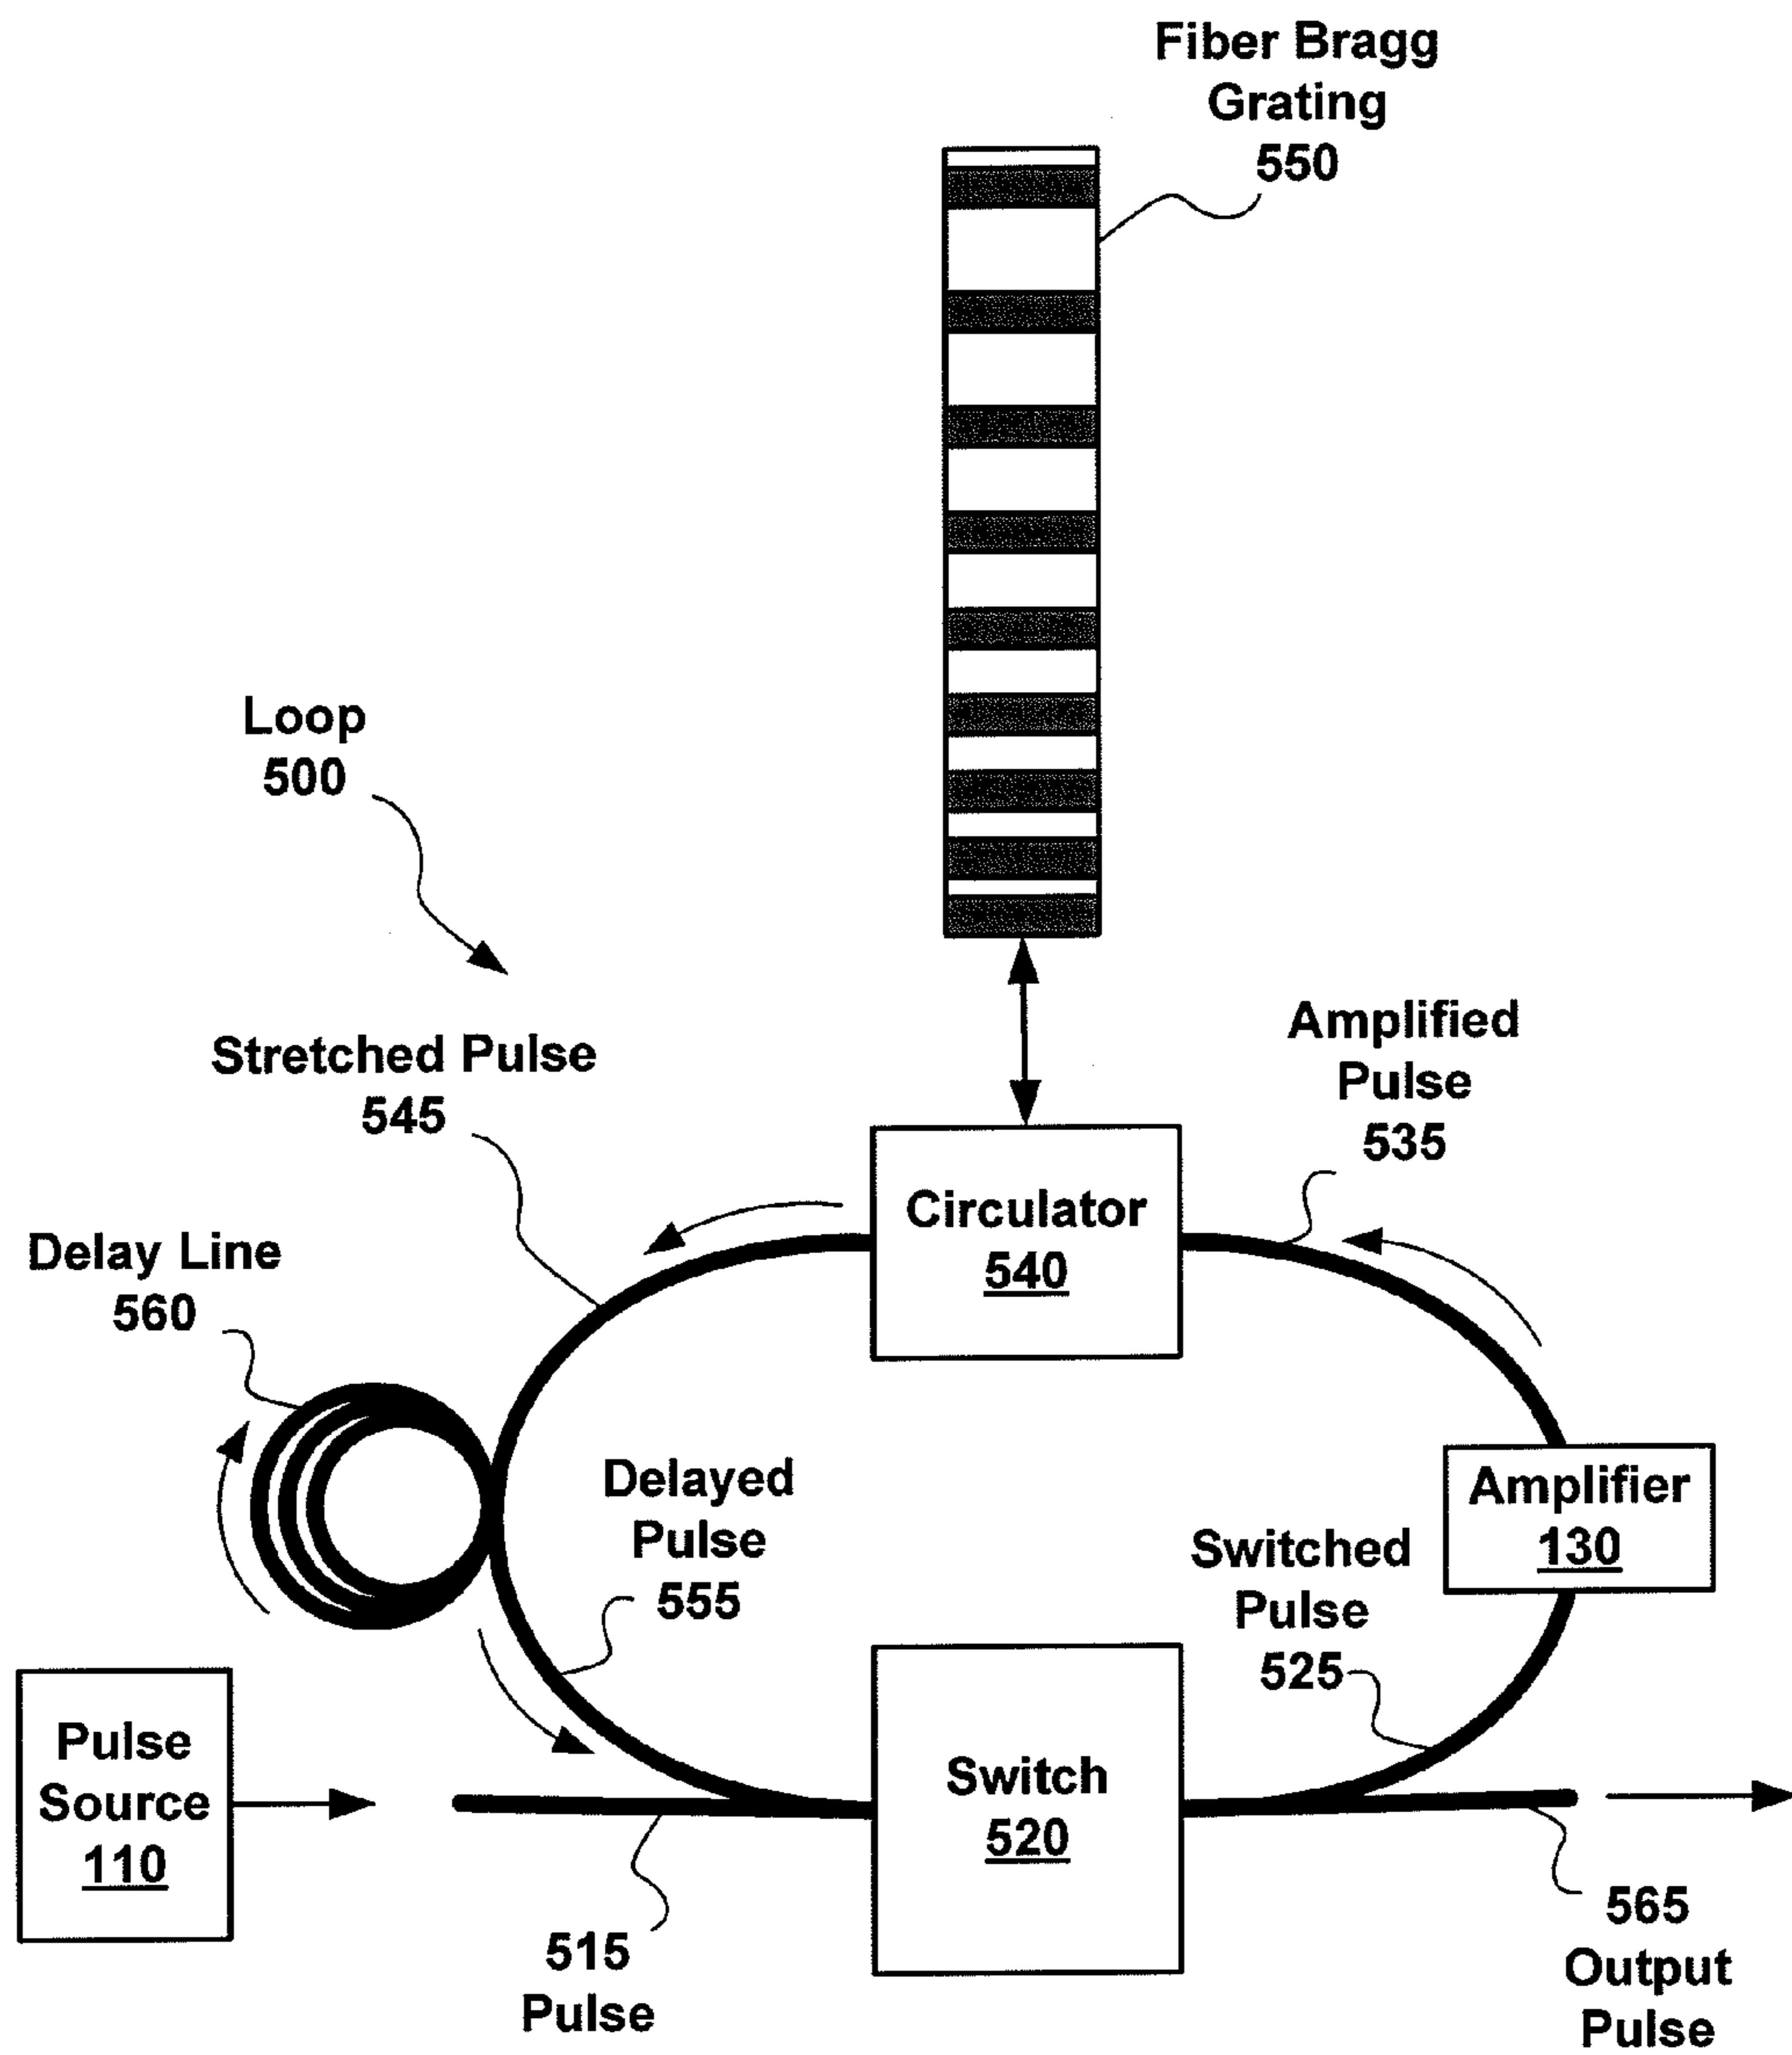 Fiber Bragg
Grating
550
Loop
500
Stretched Pulse
545
Amplified
Pulse
535
Circulator
540
Delay Line
560
Delayed
Pulse
555
Amplifier
130
Switched
Pulse
525
Pulse
Source
110
Switch
520
515
Pulse
565
Output
Pulse